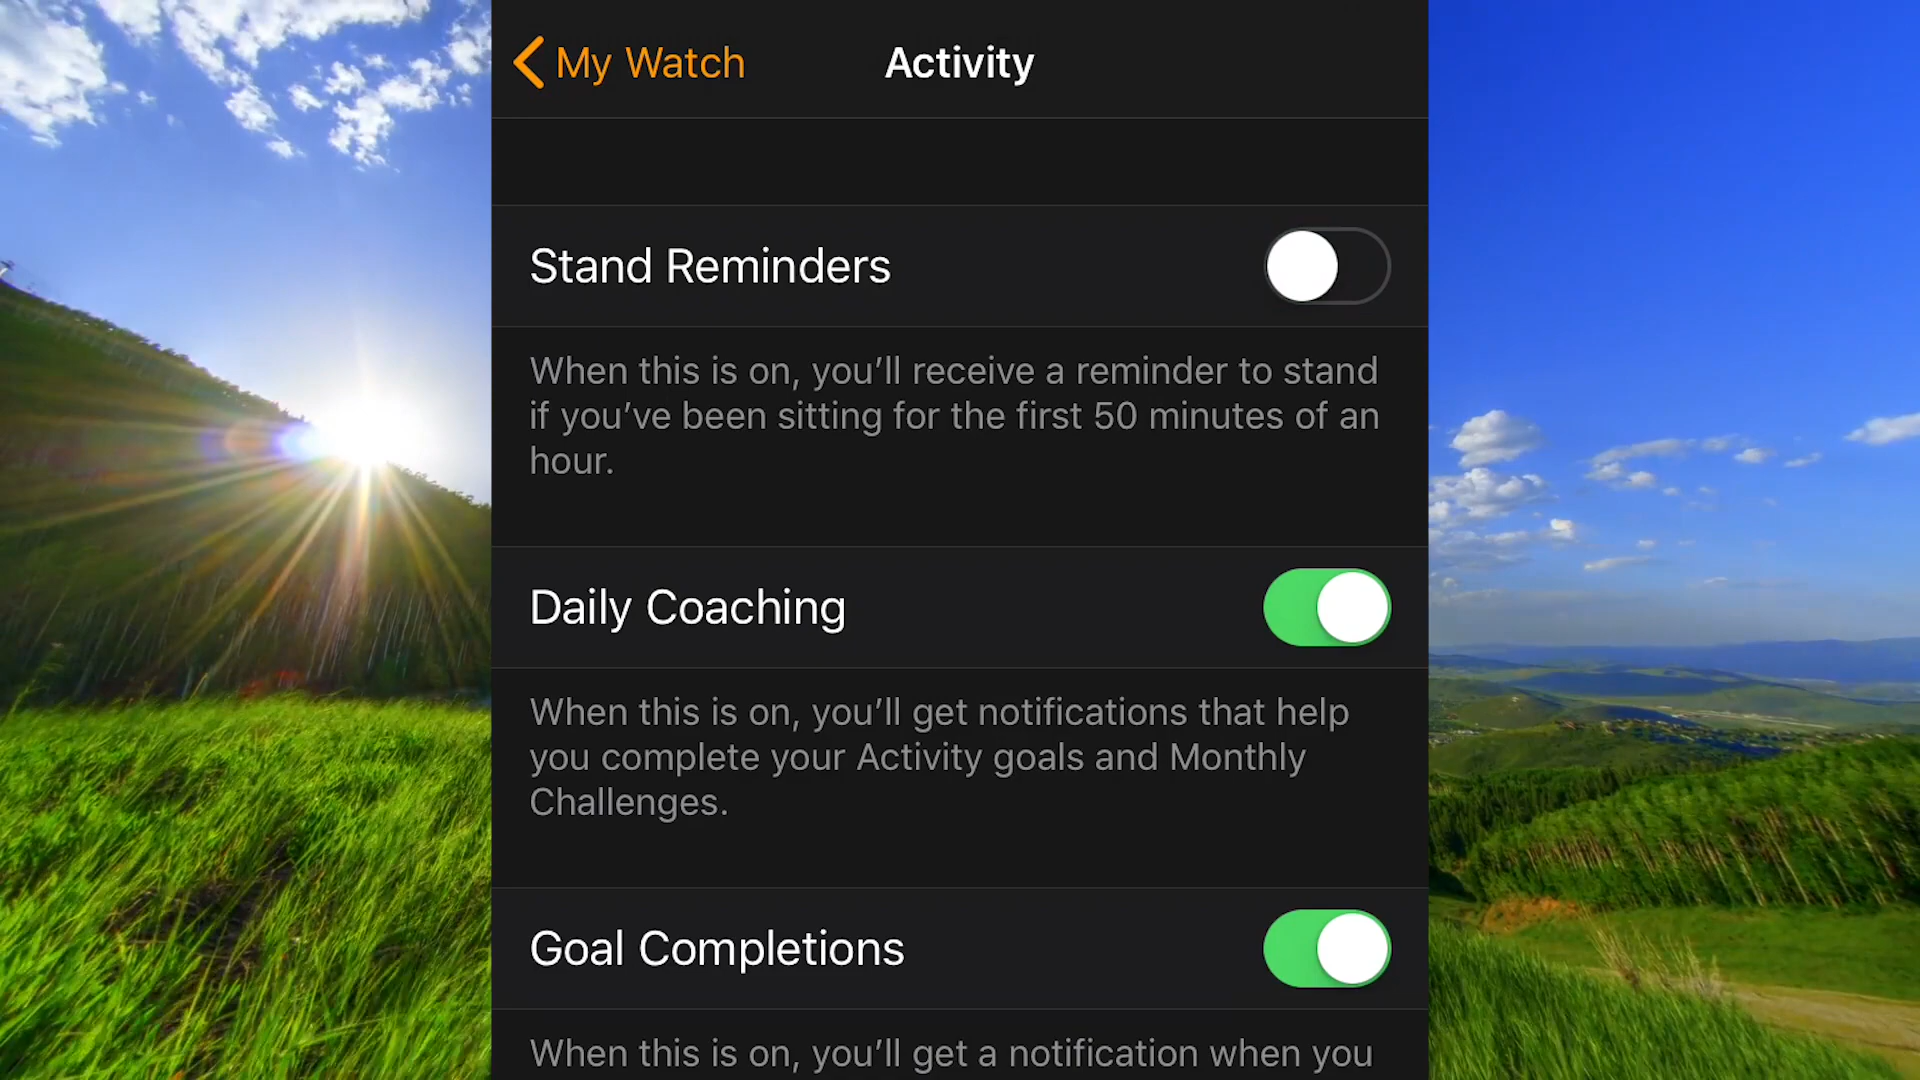 My Watch
Activity
Stand Reminders
When this is on, you’ll receive a reminder to stand
if you’ve been sitting for the first 50 minutes of an
hour.
Daily Coaching
When this is on, you’ll get notifications that help
you complete your Activity goals and Monthly
Challenges.
Goal Completions
When this is on, you’ll get a notification when you